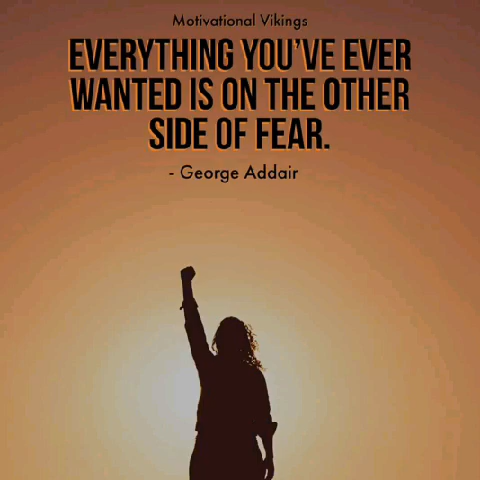 Motivational Vikings
EVERYTHING YOU'VE EVER
WANTED IS ON THE OTHER
SIDE OF FEAR.
- George Addair